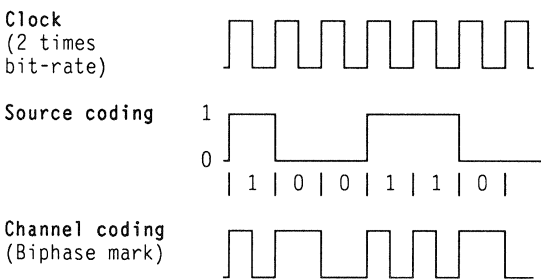 Clock
(2 times
bit-rate)
Source coding 1
0
| 1 | 0 | 0 | 1 | 1 | 0 |
Channel coding
(Biphase mark)